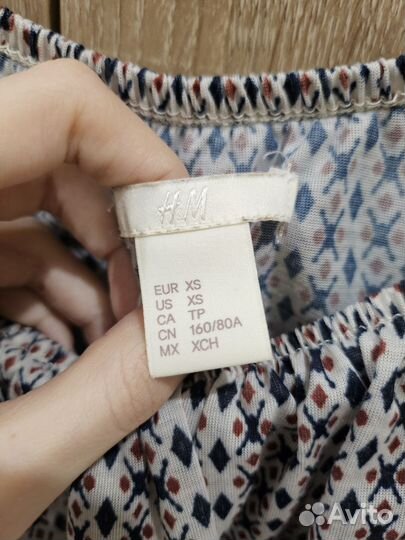 H&M
EUR XS
US XS
CA TP
CN 160/80A
MX XCH
Avito